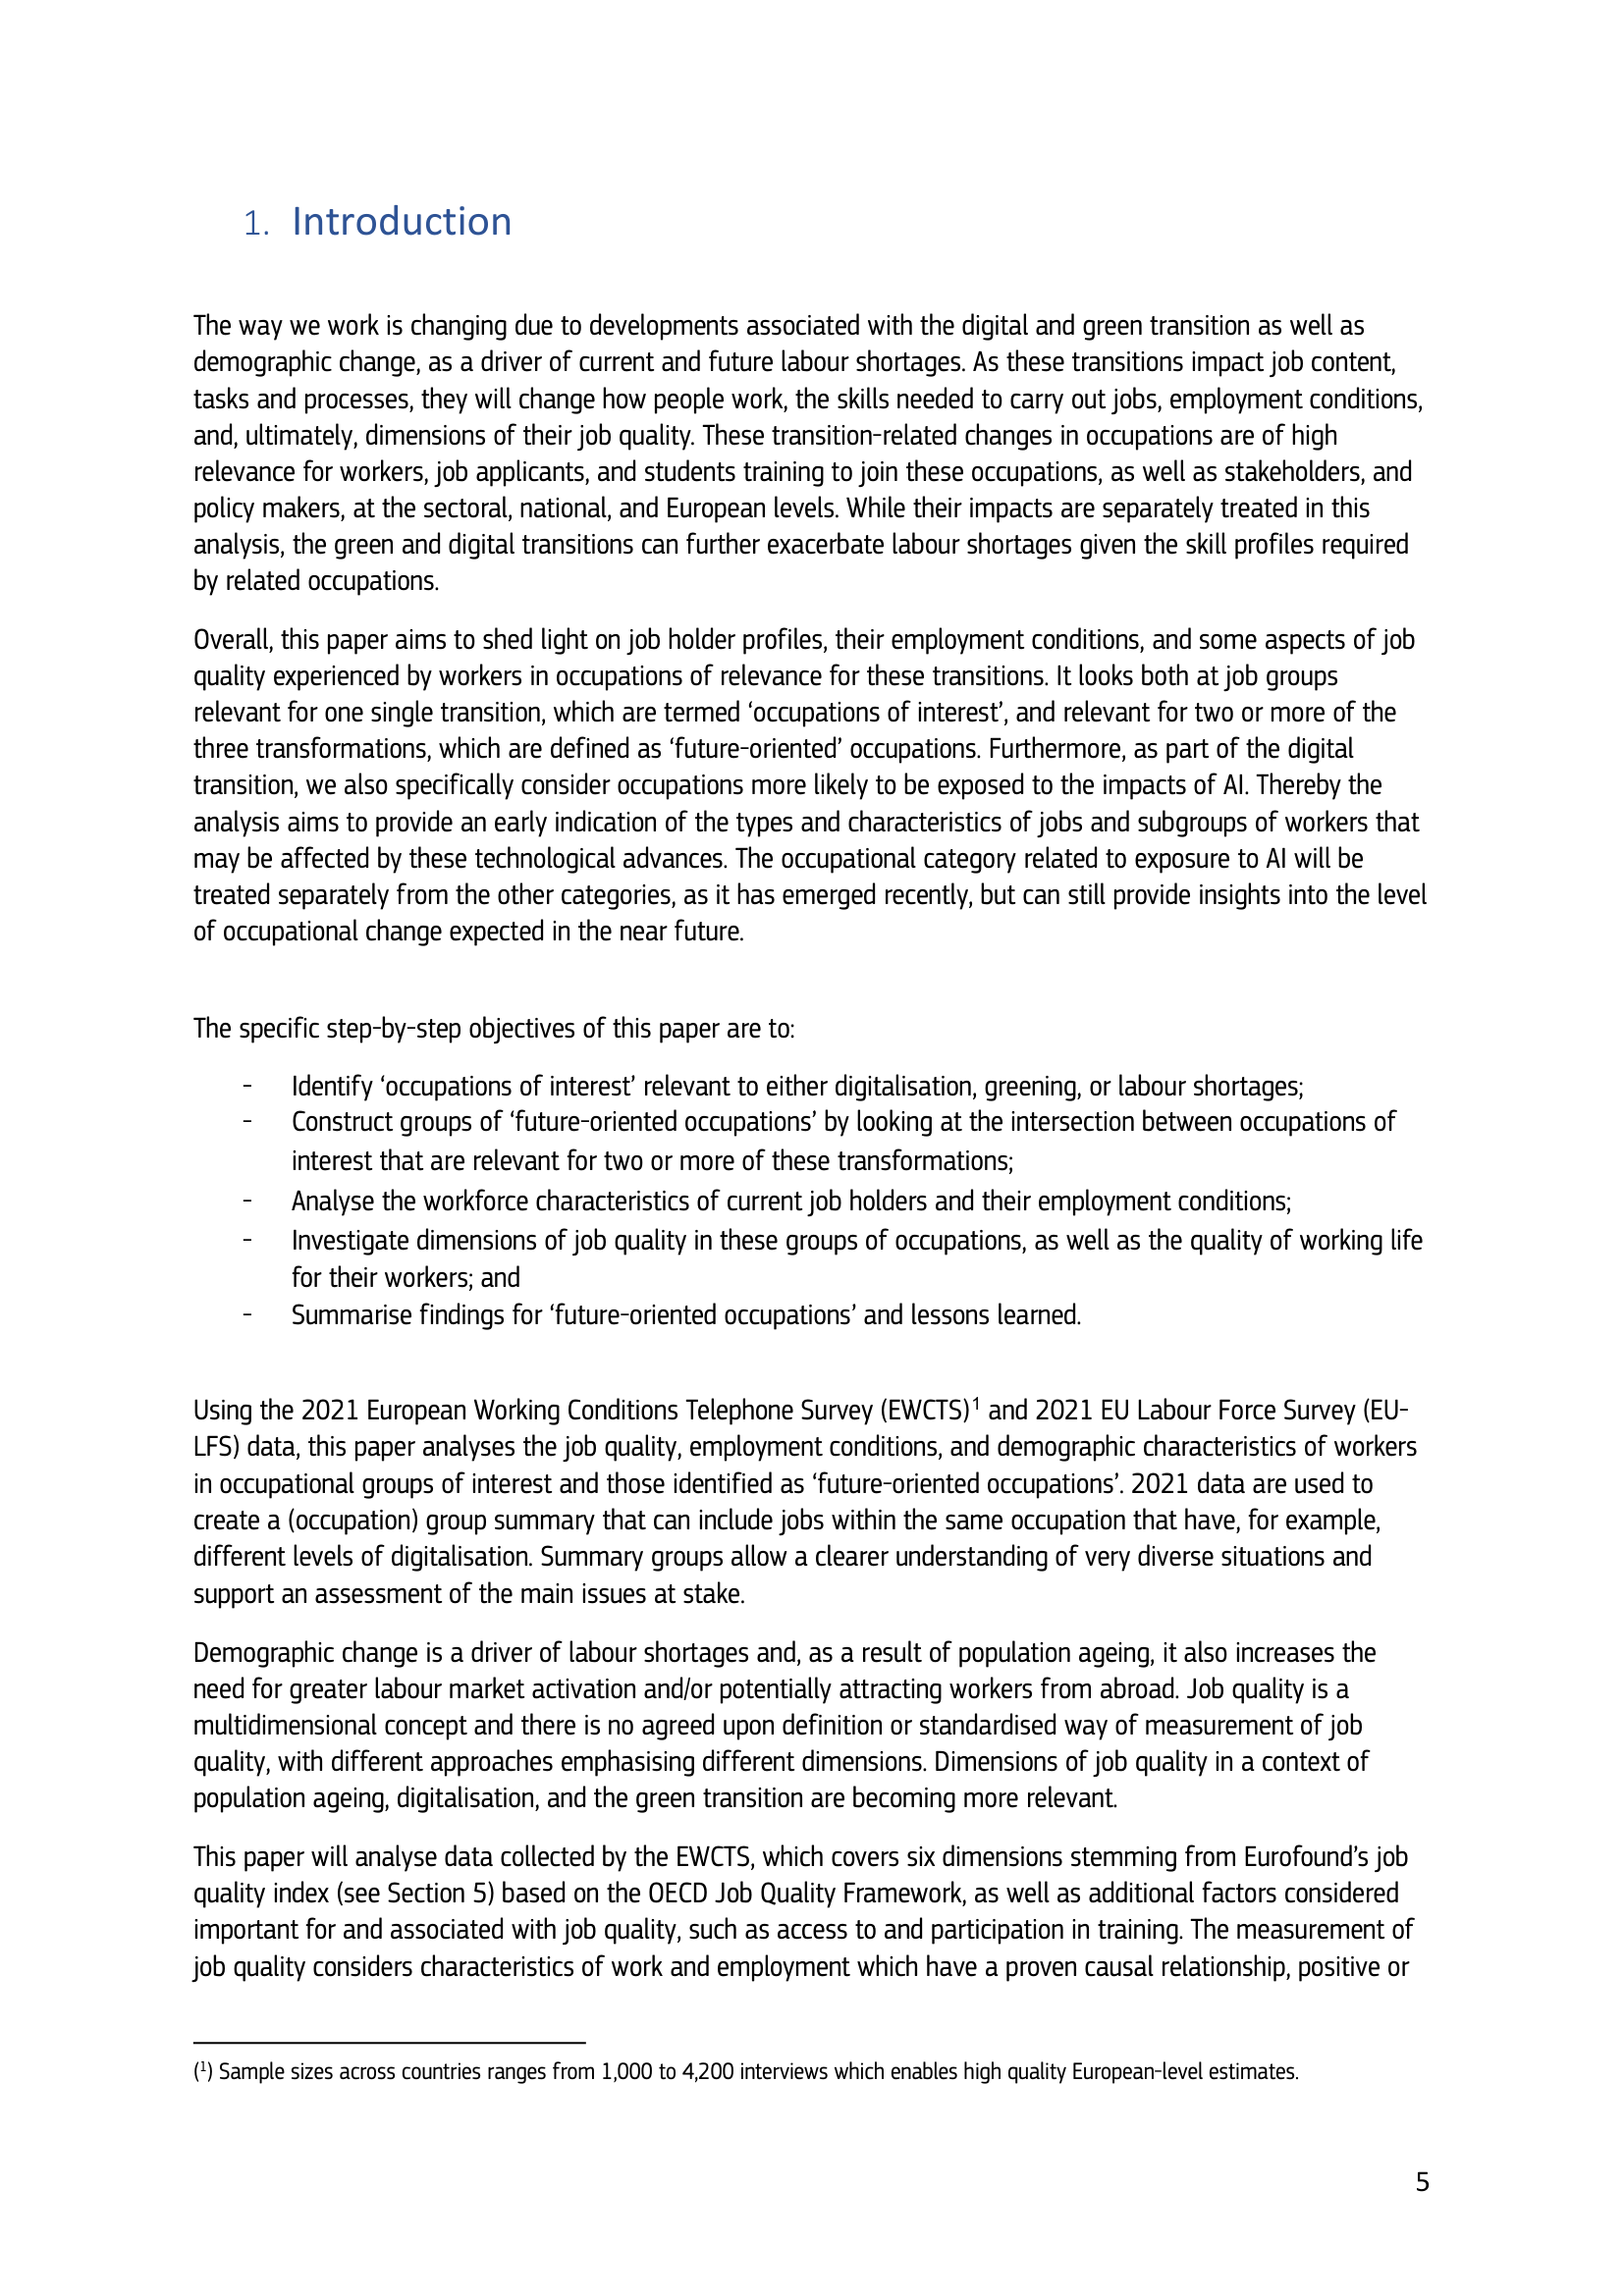 1. Introduction
The way we work is changing due to developments associated with the digital and green transition as well as
demographic change, as a driver of current and future labour shortages. As these transitions impact job content,
tasks and processes, they will change how people work, the skills needed to carry out jobs, employment conditions,
and, ultimately, dimensions of their job quality. These transition-related changes in occupations are of high
relevance for workers, job applicants, and students training to join these occupations, as well as stakeholders, and
policy makers, at the sectoral, national, and European levels. While their impacts are separately treated in this
analysis, the green and digital transitions can further exacerbate labour shortages given the skill profiles required
by related occupations.
Overall, this paper aims to shed light on job holder profiles, their employment conditions, and some aspects of job
quality experienced by workers in occupations of relevance for these transitions. It looks both at job groups
relevant for one single transition, which are termed ‘occupations of interest’, and relevant for two or more of the
three transformations, which are defined as ‘future-oriented’ occupations. Furthermore, as part of the digital
transition, we also specifically consider occupations more likely to be exposed to the impacts of AI. Thereby the
analysis aims to provide an early indication of the types and characteristics of jobs and subgroups of workers that
may be affected by these technological advances. The occupational category related to exposure to AI will be
treated separately from the other categories, as it has emerged recently, but can still provide insights into the level
of occupational change expected in the near future.
The specific step-by-step objectives of this paper are to:
- Identify ‘occupations of interest’ relevant to either digitalisation, greening, or labour shortages;
- Construct groups of ‘future-oriented occupations’ by looking at the intersection between occupations of
interest that are relevant for two or more of these transformations;
- Analyse the workforce characteristics of current job holders and their employment conditions;
- Investigate dimensions of job quality in these groups of occupations, as well as the quality of working life
for their workers; and
- Summarise findings for ‘future-oriented occupations’ and lessons learned.
Using the 2021 European Working Conditions Telephone Survey (EWCTS)¹ and 2021 EU Labour Force Survey (EU-
LFS) data, this paper analyses the job quality, employment conditions, and demographic characteristics of workers
in occupational groups of interest and those identified as ‘future-oriented occupations’. 2021 data are used to
create a (occupation) group summary that can include jobs within the same occupation that have, for example,
different levels of digitalisation. Summary groups allow a clearer understanding of very diverse situations and
support an assessment of the main issues at stake.
Demographic change is a driver of labour shortages and, as a result of population ageing, it also increases the
need for greater labour market activation and/or potentially attracting workers from abroad. Job quality is a
multidimensional concept and there is no agreed upon definition or standardised way of measurement of job
quality, with different approaches emphasising different dimensions. Dimensions of job quality in a context of
population ageing, digitalisation, and the green transition are becoming more relevant.
This paper will analyse data collected by the EWCTS, which covers six dimensions stemming from Eurofound’s job
quality index (see Section 5) based on the OECD Job Quality Framework, as well as additional factors considered
important for and associated with job quality, such as access to and participation in training. The measurement of
job quality considers characteristics of work and employment which have a proven causal relationship, positive or
(¹) Sample sizes across countries ranges from 1,000 to 4,200 interviews which enables high quality European-level estimates.
5